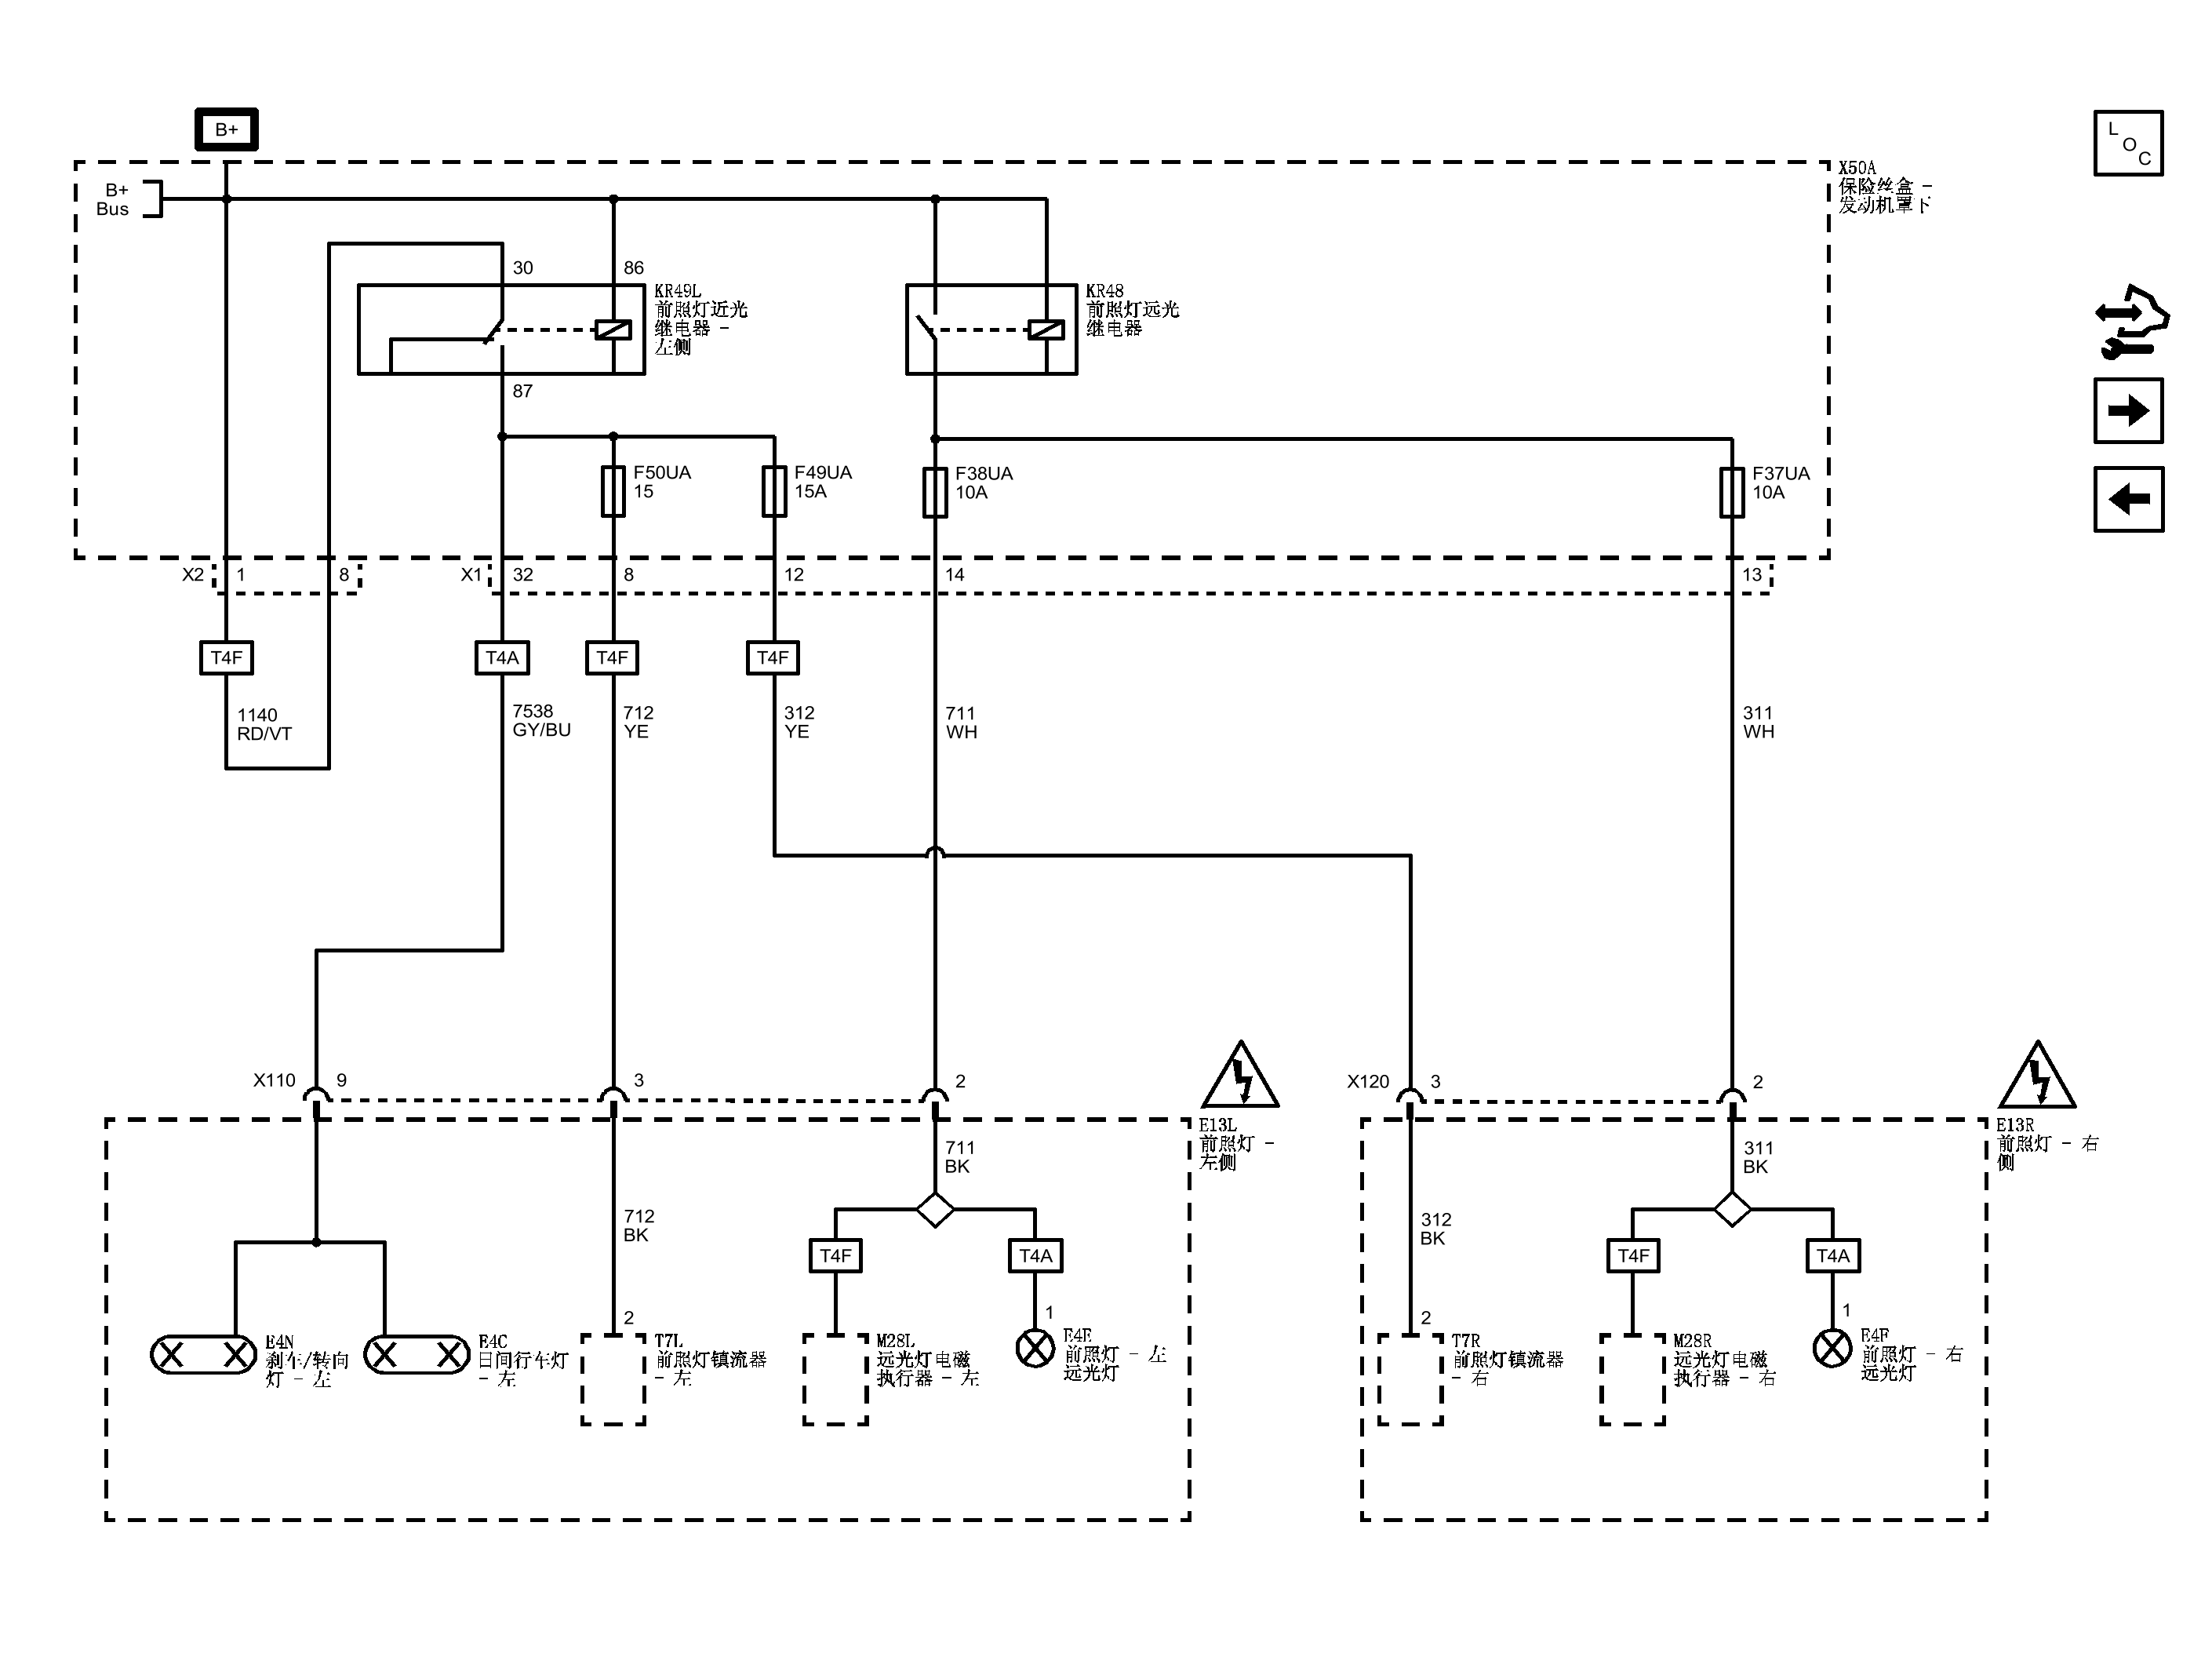 B+
B+
Bus
X50A
保险丝盒 -
发动机罩下
L
O
C
30
86
KR49L
前照灯近光
继电器 -
左侧
KR48
前照灯远光
继电器
87
F50UA
15
F49UA
15A
F38UA
10A
F37UA
10A
X2
1
8
X1
32
8
12
14
13
T4F
T4A
T4F
T4F
1140
RD/VT
7538
GY/BU
712
YE
312
YE
711
WH
311
WH
X110
9
3
2
X120
3
2
E13L
前照灯 -
左侧
E13R
前照灯 - 右
侧
711
BK
311
BK
712
BK
312
BK
T4F
T4A
T4F
T4A
2
1
2
1
E4N
刹车/转向
灯 - 左
E4C
日间行车灯
- 左
T7L
前照灯镇流器
- 左
M28L
远光灯电磁
执行器 - 左
E4E
前照灯 - 左
远光灯
T7R
前照灯镇流器
- 右
M28R
远光灯电磁
执行器 - 右
E4F
前照灯 - 右
远光灯